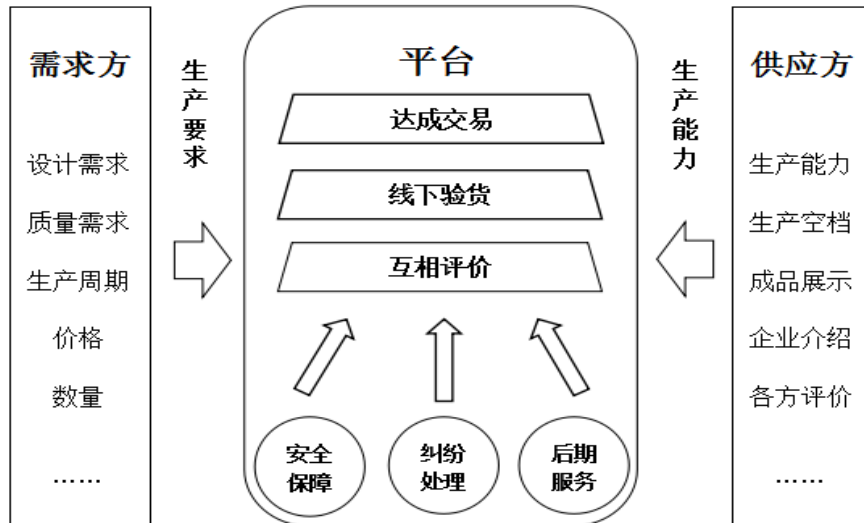 需求方
设计需求
质量需求
生产周期
价格
数量
……
生产要求
平台
达成交易
线下验货
互相评价
安全
保障
纠纷
处理
后期
服务
生产能力
供应方
生产能力
生产空档
成品展示
企业介绍
各方评价
……